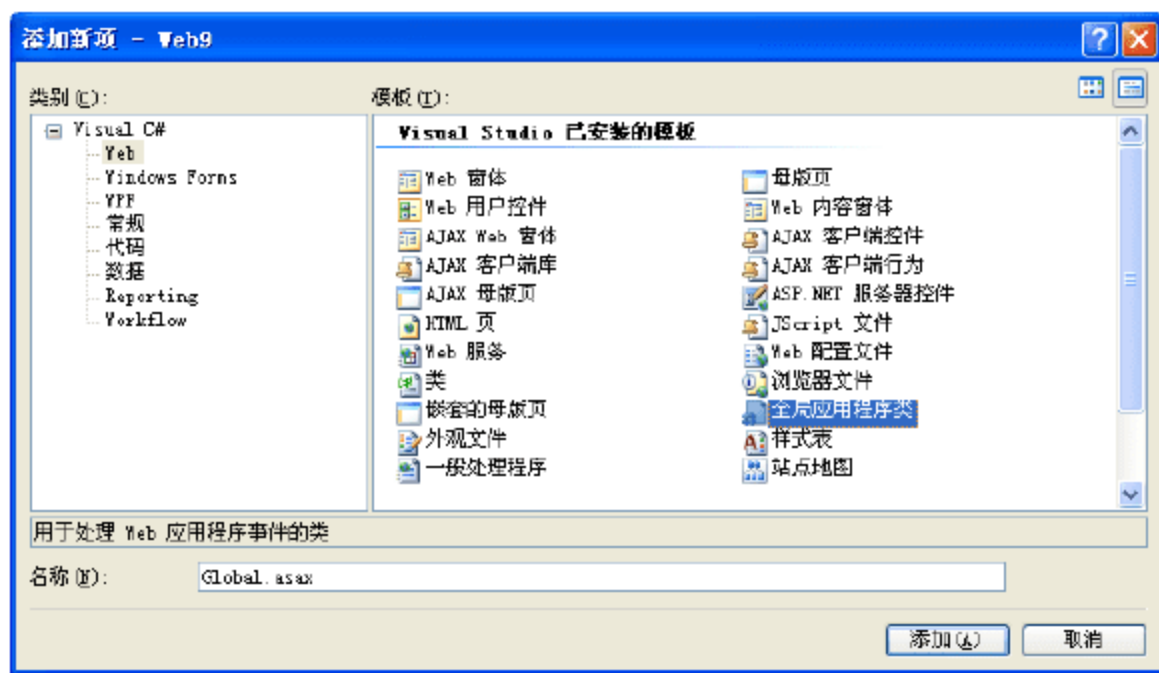 添加新项 - Web9
类别(C):
模板(T):
Visual C#
Web
Windows Forms
WPF
常规
代码
数据
Reporting
Workflow
Visual Studio 已安装的模板
Web 窗体
母版页
Web 用户控件
Web 内容窗体
AJAX Web 窗体
AJAX 客户端控件
AJAX 客户端库
AJAX 客户端行为
AJAX 母版页
ASP.NET 服务器控件
HTML 页
JScript 文件
Web 服务
Web 配置文件
类
浏览器文件
嵌套的母版页
全局应用程序类
外观文件
样式表
一般处理程序
站点地图
用于处理 Web 应用程序事件的类
名称(N):
Global.asax
添加(A)
取消